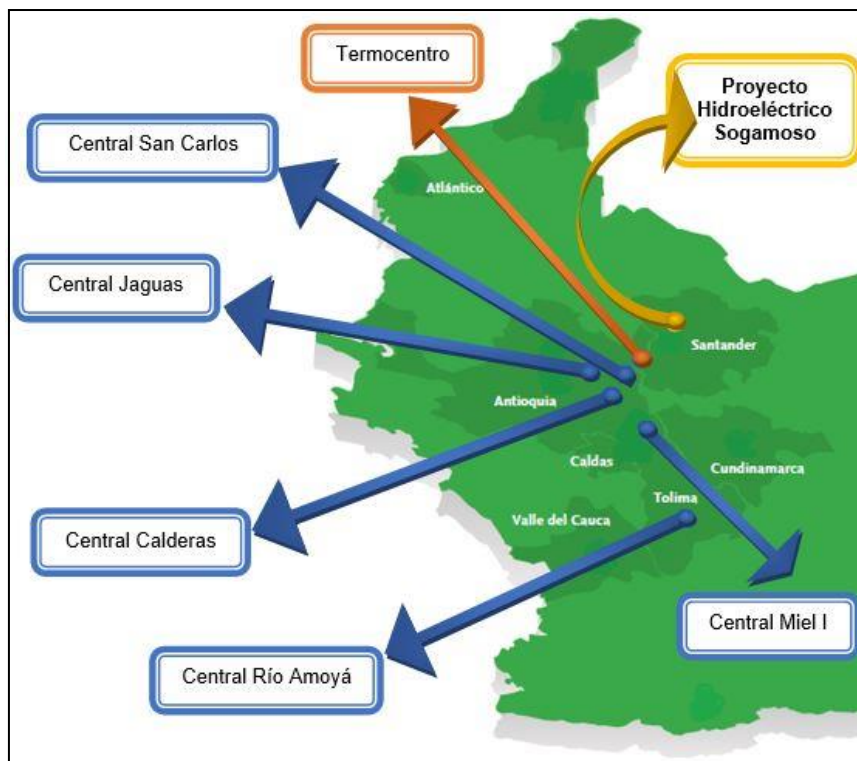 Termocentro
Proyecto
Hidroeléctrico
Sogamoso
Central San Carlos
Atlántico
Central Jaguas
Santander
Antioquia
Caldas
Cundinamarca
Tolima
Valle del Cauca
Central Calderas
Central Miel I
Central Río Amoyá